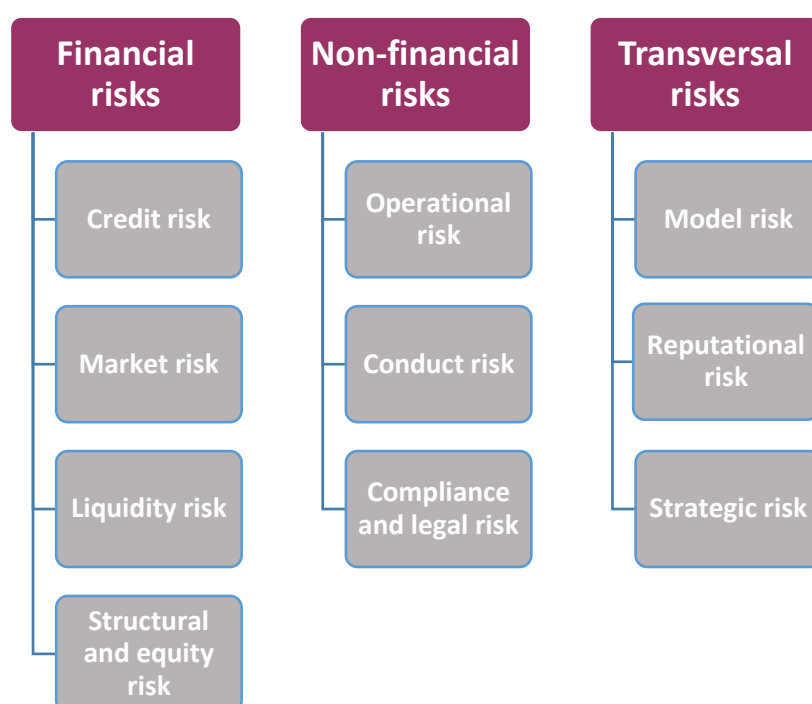 Financial
risks
Credit risk
Market risk
Liquidity risk
Structural
and equity
risk
Non-financial
risks
Operational
risk
Conduct risk
Compliance
and legal risk
Transversal
risks
Model risk
Reputational
risk
Strategic risk